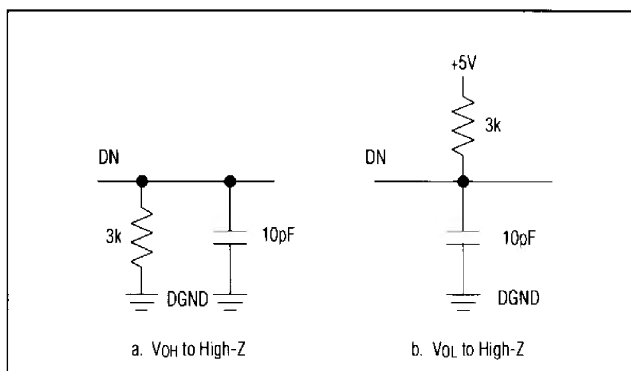 DN
3k
10pF
DGND
a. VOH to High-Z
+5V
3k
DN
10pF
DGND
b. VOL to High-Z